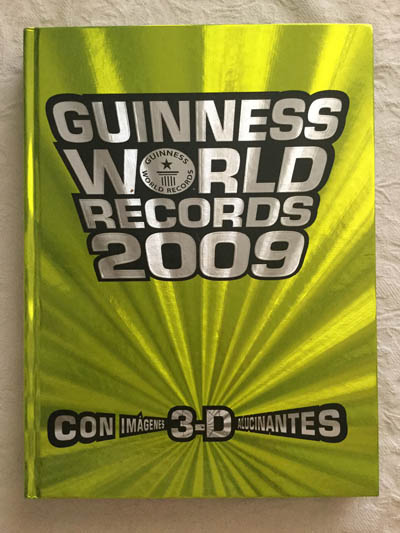 GUINNESS
WORLD
GUINNESS
WORLD RECORDS
RECORDS
2009
CON IMÁGENES 3-D ALUCINANTES